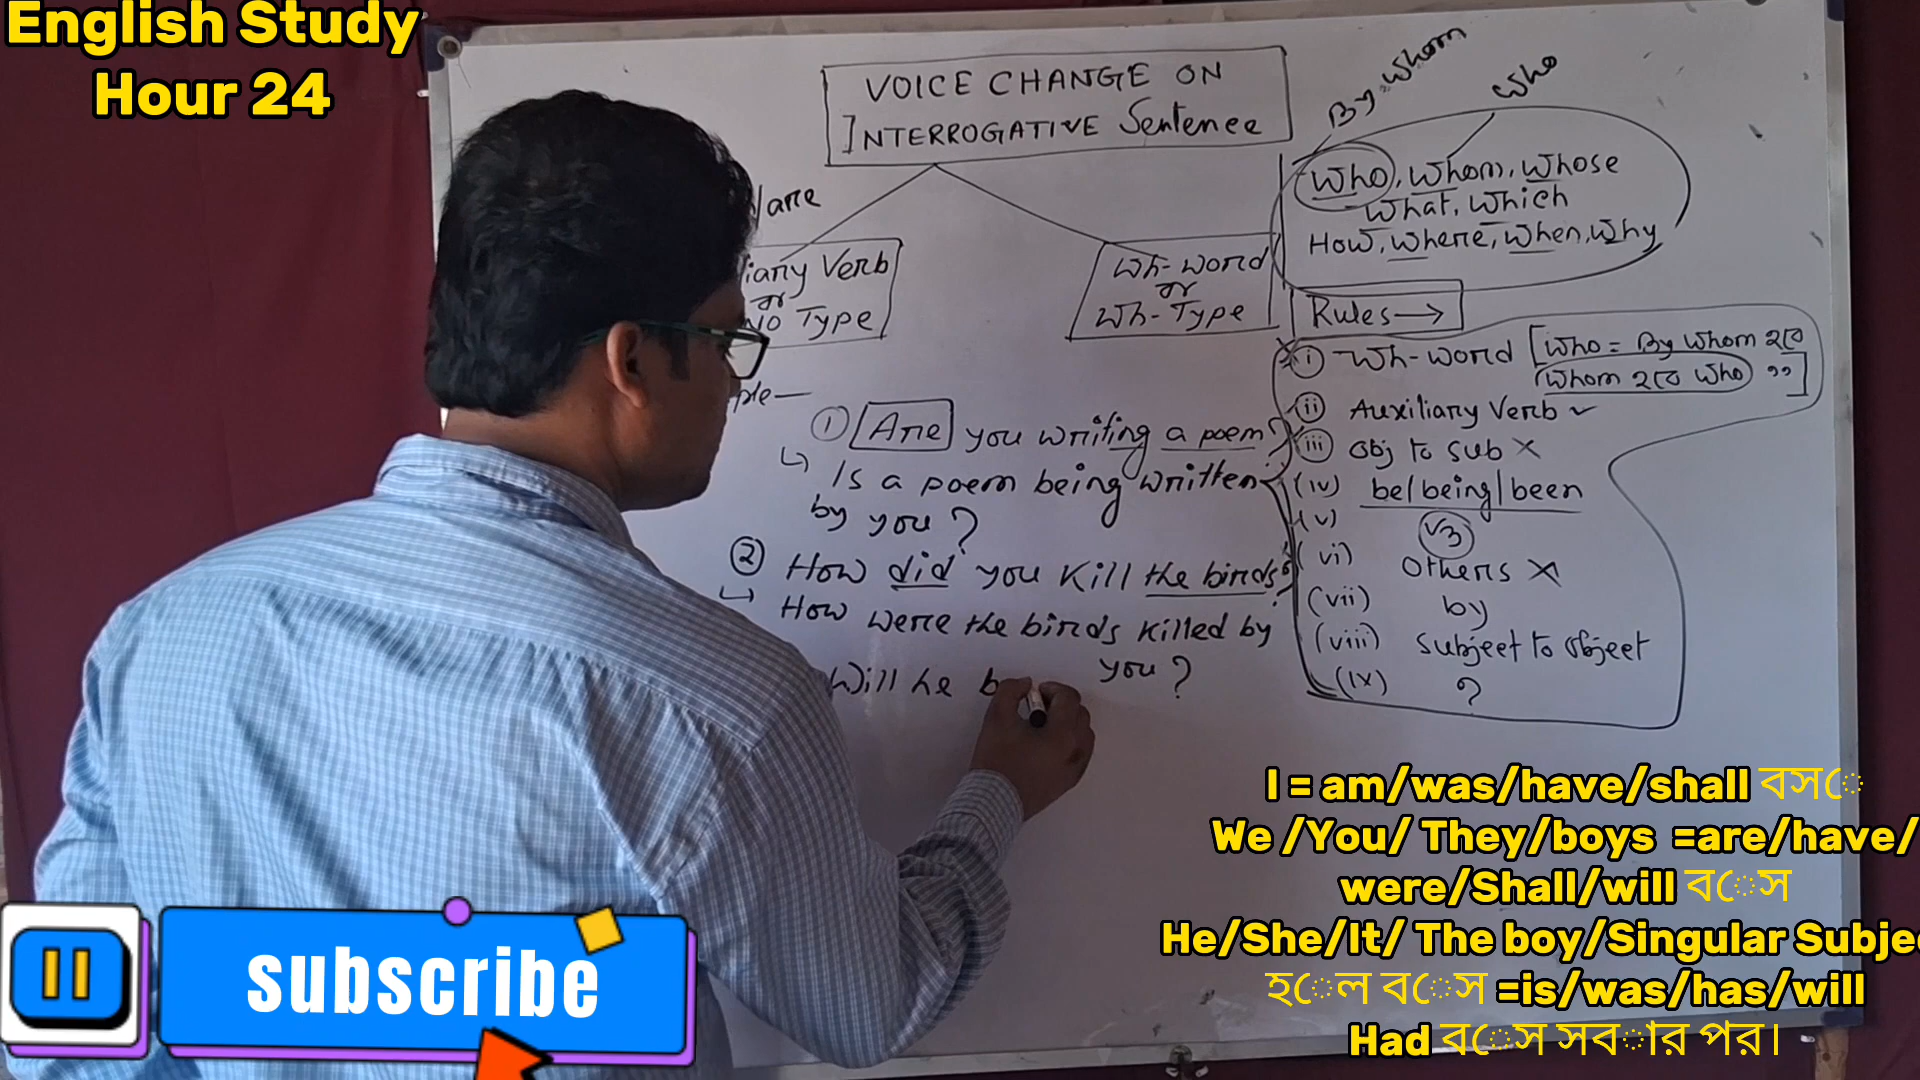 English Study
Hour 24
VOICE CHANGE ON
INTERROGATIVE Sentence
By whom
Who
Who, Whom, Whose
What, Which
How, where, When, Why
/are
iary Verb
or
No Type
Wh-word
or
Wh-Type
Rules →
(i) Wh-word [Who = By Whom হবে
Whom হবে Who ,,]
(ii) Auxiliary Verb ✓
(iii) Obj to sub ×
(iv) be/being/been
(v) V3
(vi) Others ×
(vii) by
(viii) Subject to Object
(ix) ?
ple—
① Are you writing a poem?
↳ Is a poem being written
by you?
② How did you kill the birds?
↳ How were the birds killed by
you?
Will he b
subscribe
I = am/was/have/shall বসে
We /You/ They/boys =are/have/
were/Shall/will বেস
He/She/It/ The boy/Singular Subje
হেল বেস =is/was/has/will
Had বেস সবার পর।